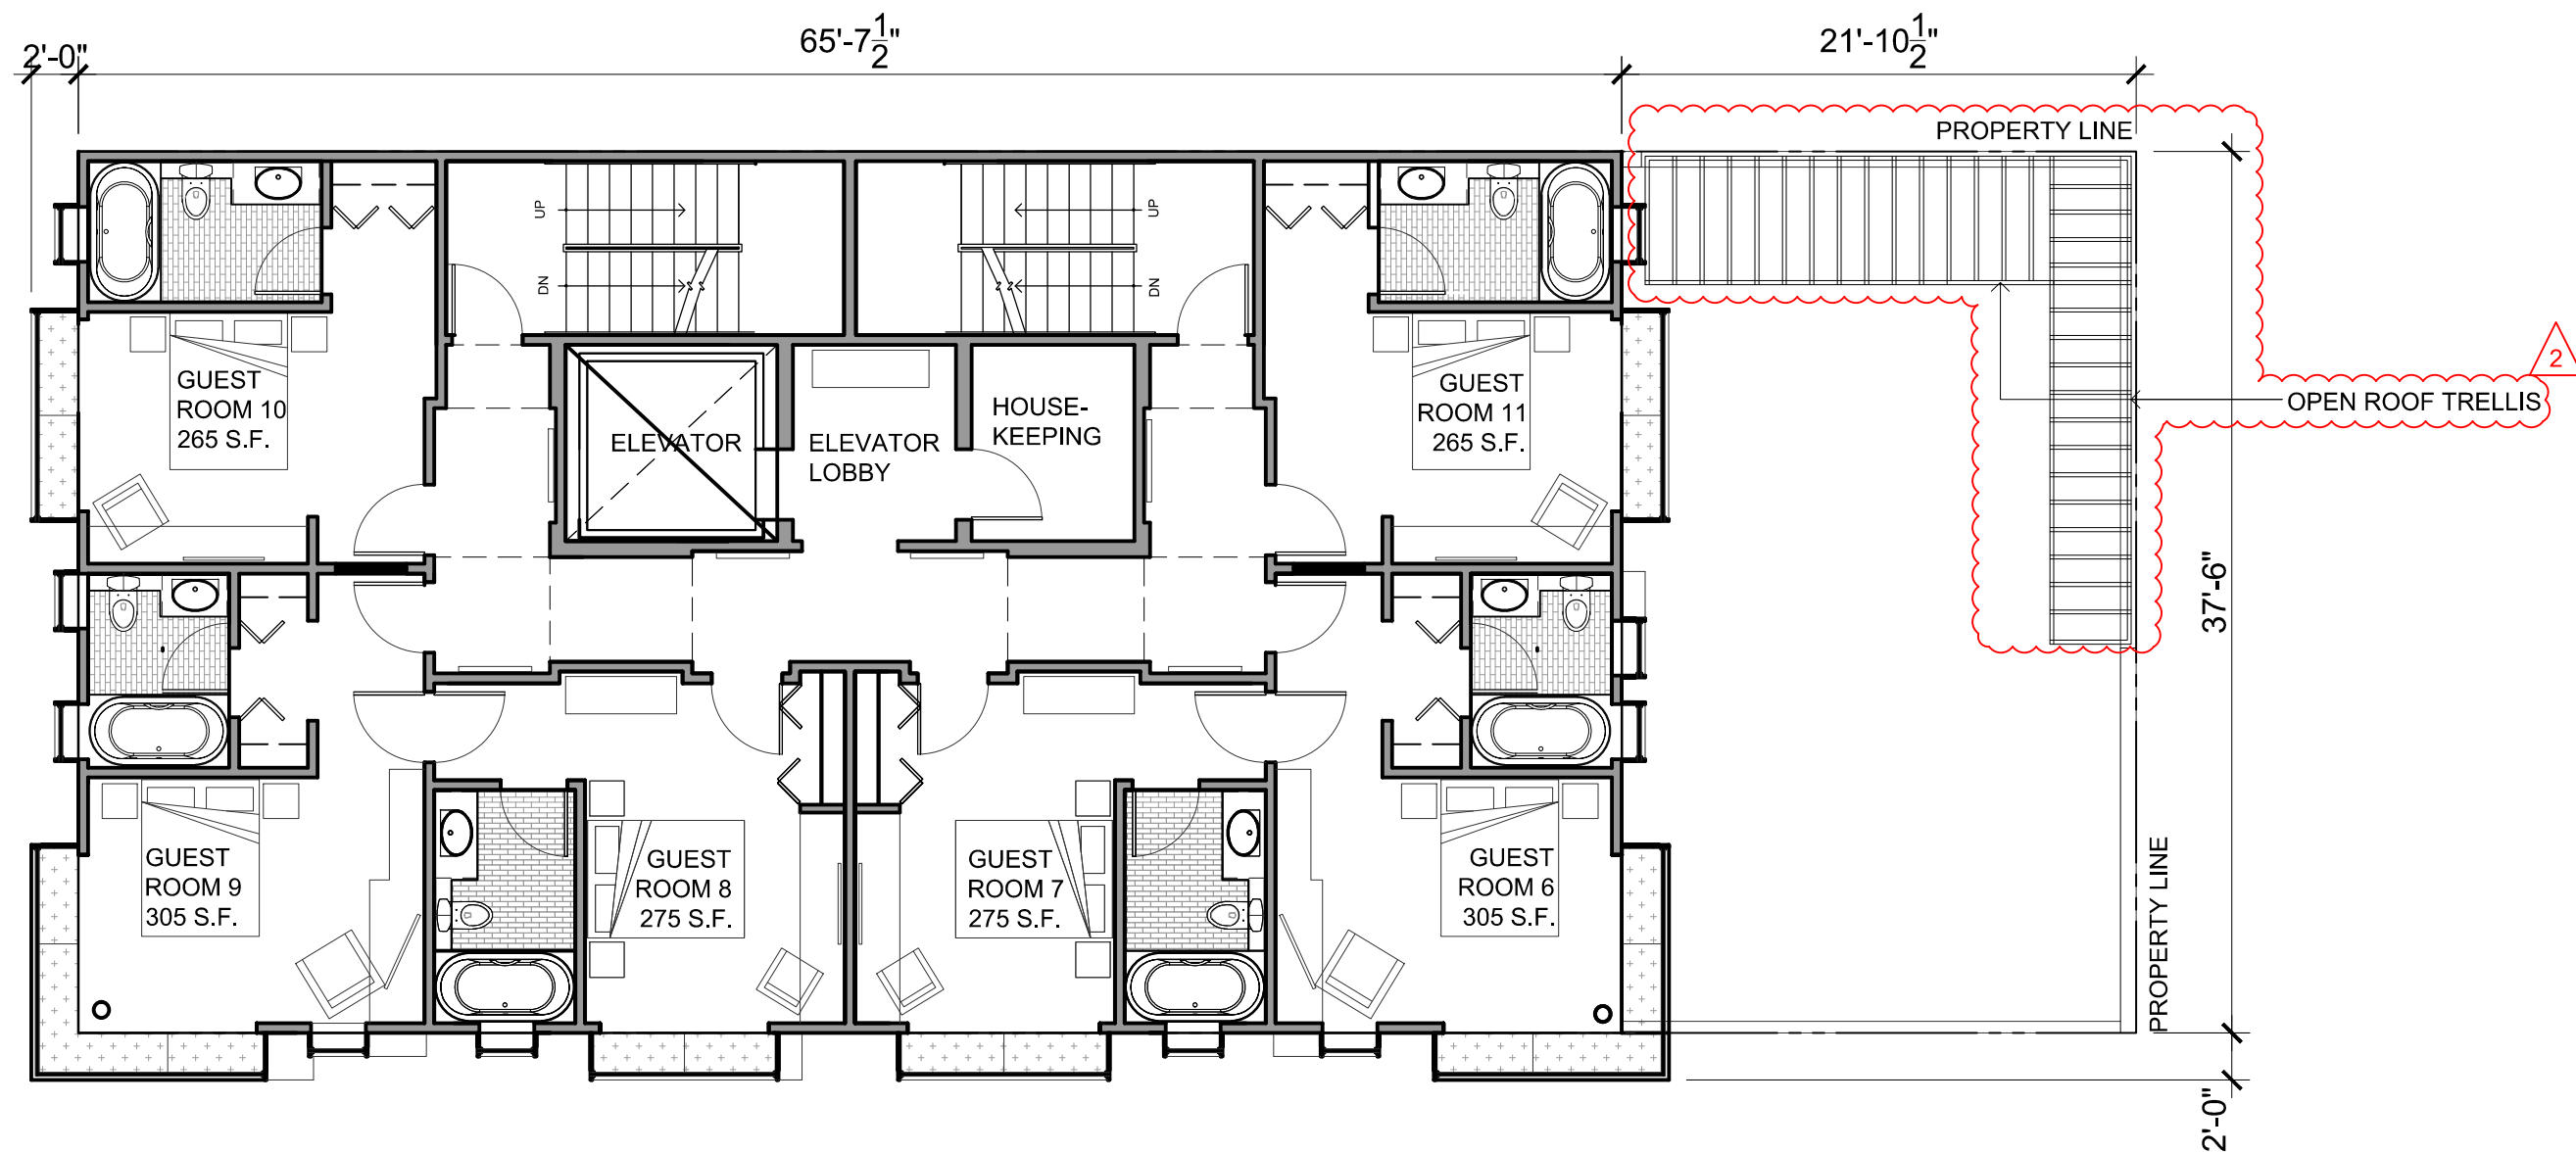 2'-0"
65'-7 1/2"
21'-10 1/2"
PROPERTY LINE
UP
DN
UP
DN
2
GUEST
ROOM 10
265 S.F.
ELEVATOR
ELEVATOR
LOBBY
HOUSE-
KEEPING
GUEST
ROOM 11
265 S.F.
OPEN ROOF TRELLIS
37'-6"
GUEST
ROOM 9
305 S.F.
GUEST
ROOM 8
275 S.F.
GUEST
ROOM 7
275 S.F.
GUEST
ROOM 6
305 S.F.
PROPERTY LINE
2'-0"